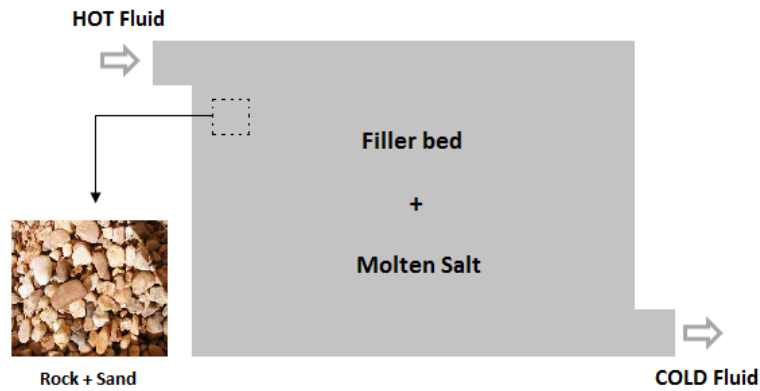 HOT Fluid
Filler bed
+
Molten Salt
Rock + Sand
COLD Fluid